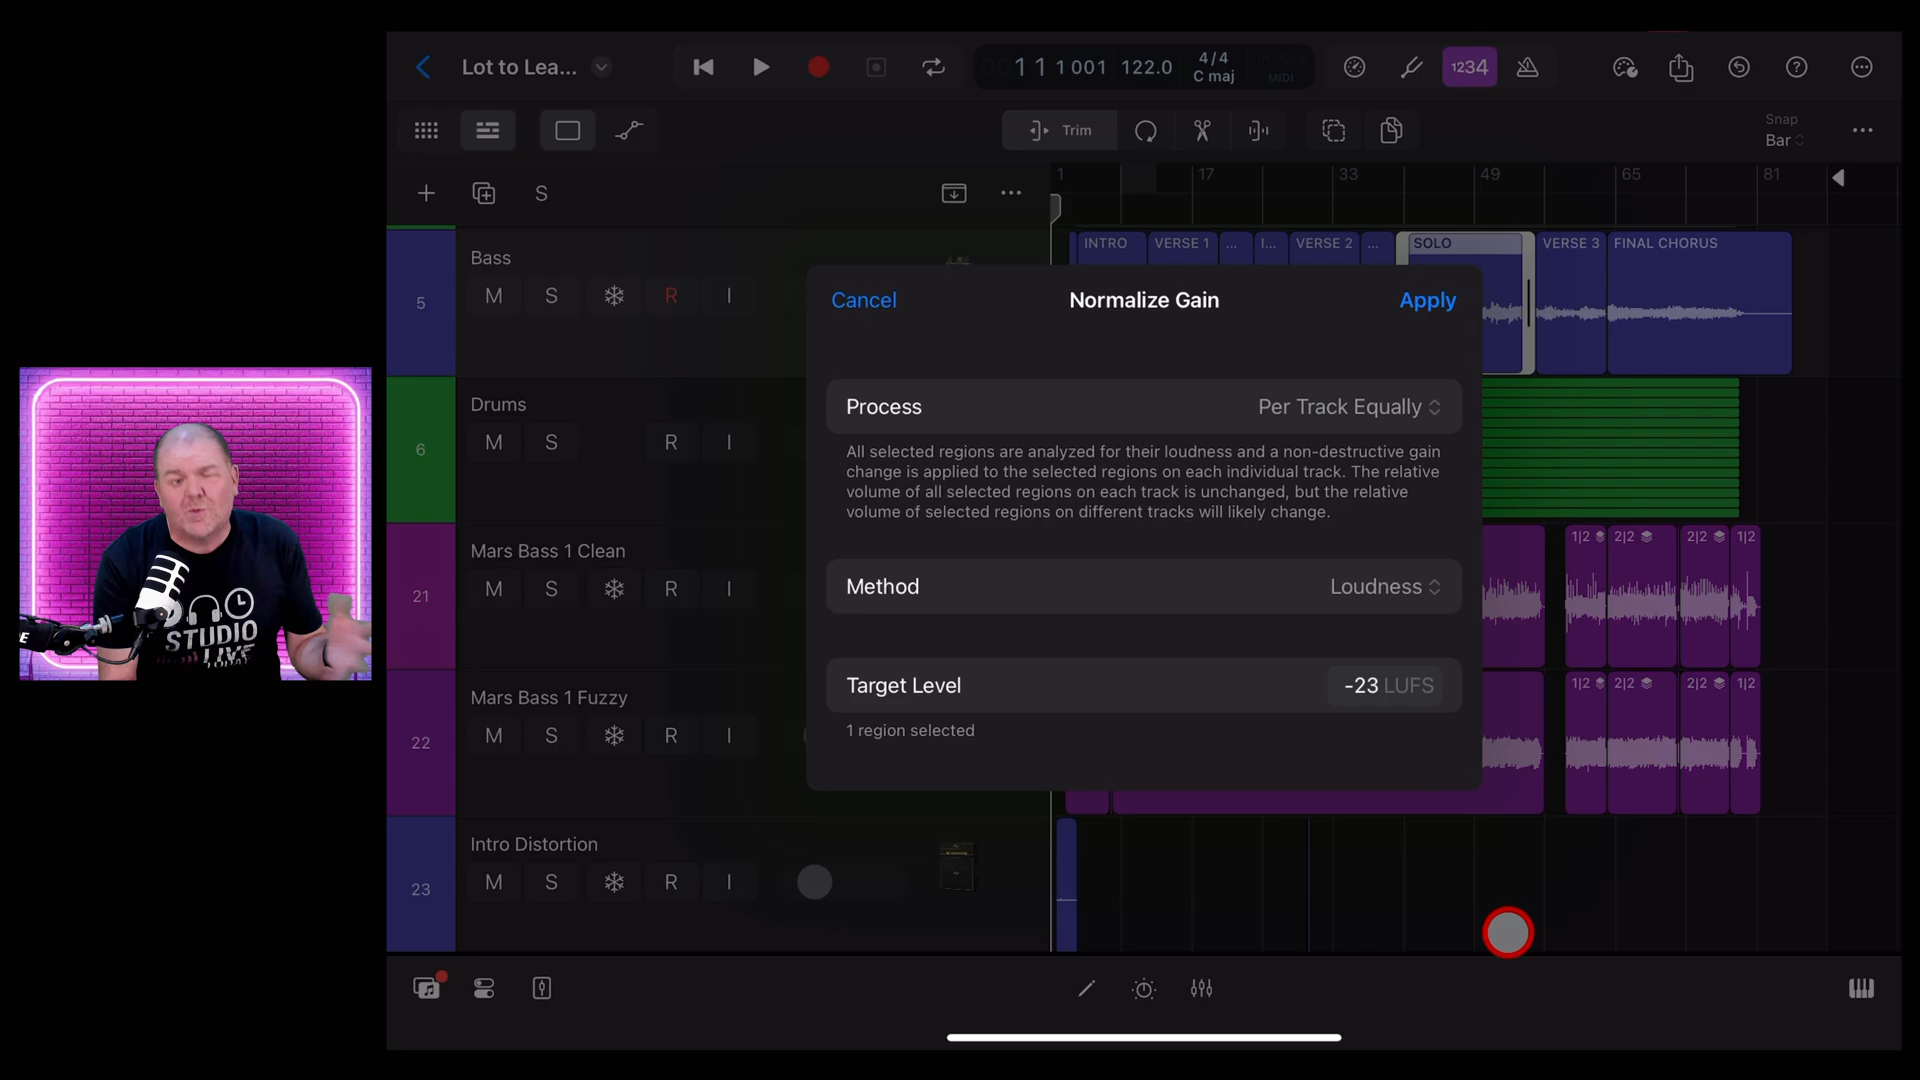 Lot to Lea...
11 1 001
122.0
4/4
C maj
MIDI
1234
Trim
Snap
Bar
S
1
17
33
49
65
81
5
Bass
M S R I
INTRO
VERSE 1
...
I...
VERSE 2
...
SOLO
VERSE 3
FINAL CHORUS
Cancel
Normalize Gain
Apply
Process
Per Track Equally
All selected regions are analyzed for their loudness and a non-destructive gain
change is applied to the selected regions on each individual track. The relative
volume of all selected regions on each track is unchanged, but the relative
volume of selected regions on different tracks will likely change.
Method
Loudness
Target Level
-23 LUFS
1 region selected
6
Drums
M S R I
21
Mars Bass 1 Clean
M S R I
1|2
2|2
2|2
1|2
22
Mars Bass 1 Fuzzy
M S R I
1|2
2|2
2|2
1|2
23
Intro Distortion
M S R I
STUDIO
LIVE